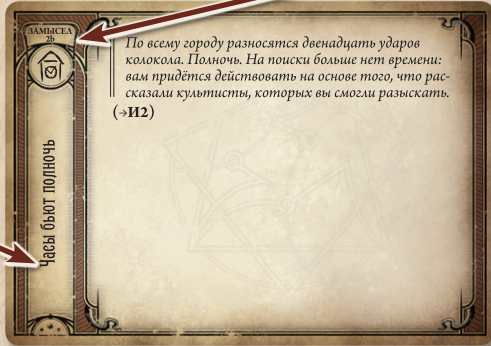 ЗАМЫСЕЛ
2b
По всему городу разносятся двенадцать ударов
колокола. Полночь. На поиски больше нет времени:
вам придётся действовать на основе того, что рас-
сказали культисты, которых вы смогли разыскать.
(→И2)
Часы бьют полночь